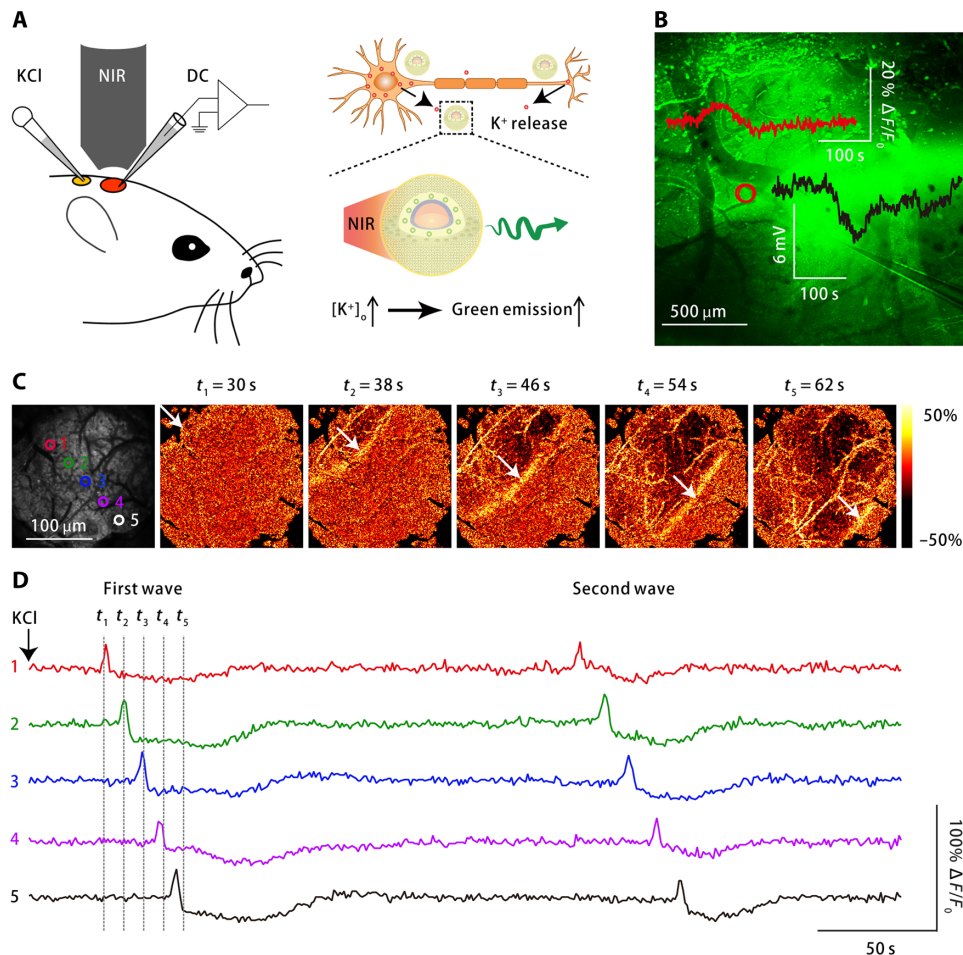 A
KCl
NIR
DC
K⁺ release
NIR
[K⁺]ₒ
Green emission
B
20% ΔF/F₀
100 s
6 mV
100 s
500 μm
C
t₁ = 30 s
t₂ = 38 s
t₃ = 46 s
t₄ = 54 s
t₅ = 62 s
1
2
3
4
5
100 μm
50%
–50%
D
First wave
Second wave
KCl
t₁ t₂ t₃ t₄ t₅
1
2
3
4
5
100% ΔF/F₀
50 s